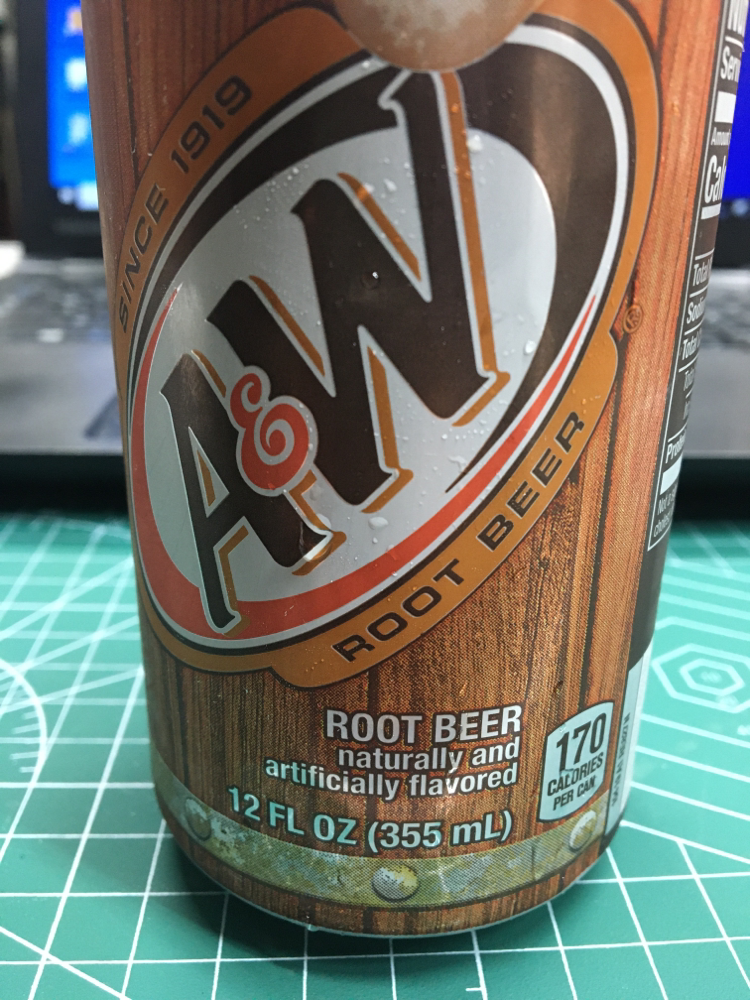 SINCE 1919
A&W
®
ROOT BEER
ROOT BEER
naturally and
artificially flavored
12 FL OZ (355 mL)
170
CALORIES
PER CAN